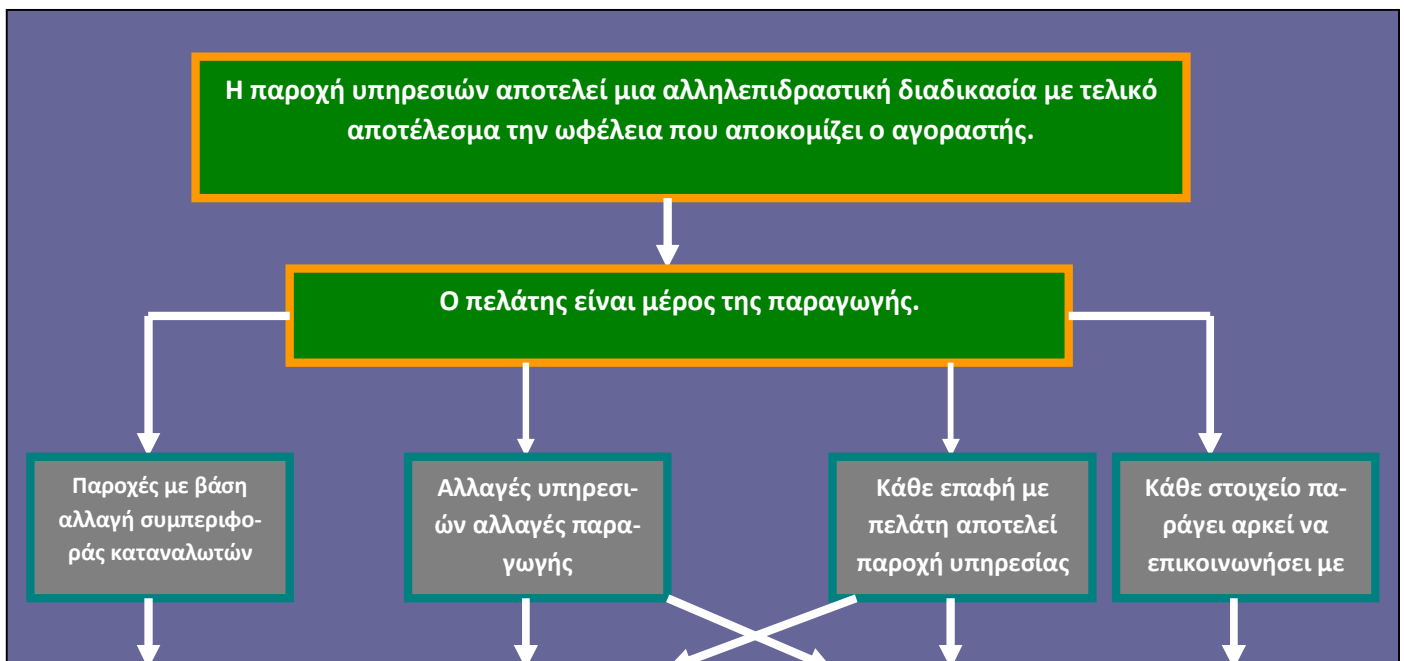 Η παροχή υπηρεσιών αποτελεί μια αλληλεπιδραστική διαδικασία με τελικό
αποτέλεσμα την ωφέλεια που αποκομίζει ο αγοραστής.
Ο πελάτης είναι μέρος της παραγωγής.
Παροχές με βάση
αλλαγή συμπεριφο-
ράς καταναλωτών
Αλλαγές υπηρεσι-
ών αλλαγές παρα-
γωγής
Κάθε επαφή με
πελάτη αποτελεί
παροχή υπηρεσίας
Κάθε στοιχείο πα-
ράγει αρκεί να
επικοινωνήσει με